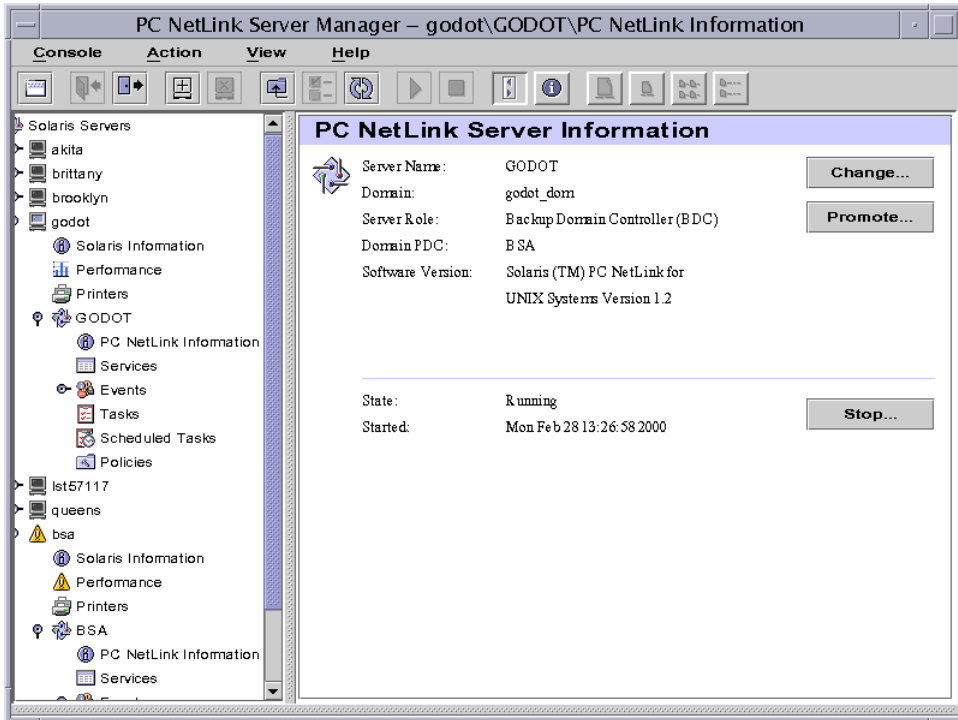 PC NetLink Server Manager – godot\GODOT\PC NetLink Information
Console Action View Help
Solaris Servers
akita
brittany
brooklyn
godot
Solaris Information
Performance
Printers
GODOT
PC NetLink Information
Services
Events
Tasks
Scheduled Tasks
Policies
lst57117
queens
bsa
Solaris Information
Performance
Printers
BSA
PC NetLink Information
Services
PC NetLink Server Information
Server Name: GODOT
Change...
Domain: godot_dom
Server Role: Backup Domain Controller (BDC)
Promote...
Domain PDC: BSA
Software Version: Solaris (TM) PC NetLink for
UNIX Systems Version 1.2
State: Running
Stop...
Started: Mon Feb 28 13:26:58 2000